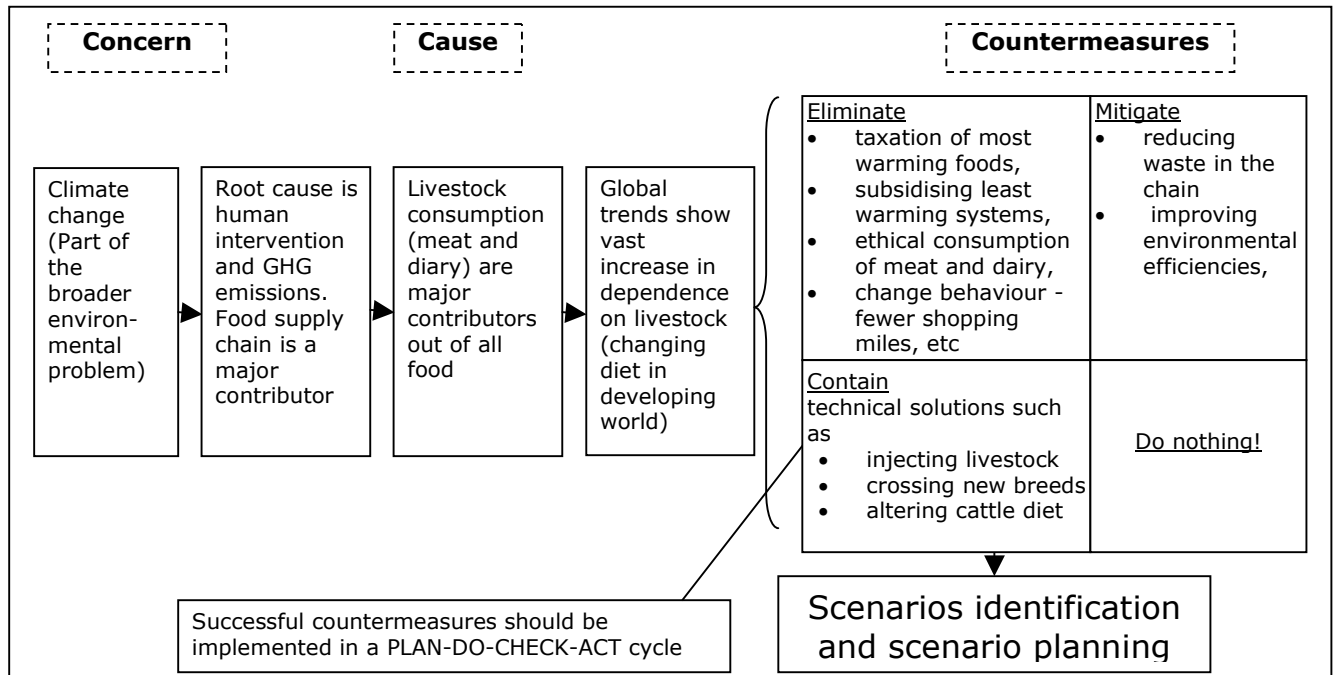 Concern
Cause
Countermeasures
Climate
change
(Part of
the
broader
environ-
mental
problem)
Root cause is
human
intervention
and GHG
emissions.
Food supply
chain is a
major
contributor
Livestock
consumption
(meat and
diary) are
major
contributors
out of all
food
Global
trends show
vast
increase in
dependence
on livestock
(changing
diet in
developing
world)
Eliminate
• taxation of most
warming foods,
• subsidising least
warming systems,
• ethical consumption
of meat and dairy,
• change behaviour -
fewer shopping
miles, etc
Mitigate
• reducing
waste in the
chain
• improving
environmental
efficiencies,
Contain
technical solutions such
as
• injecting livestock
• crossing new breeds
• altering cattle diet
Do nothing!
Successful countermeasures should be
implemented in a PLAN-DO-CHECK-ACT cycle
Scenarios identification
and scenario planning